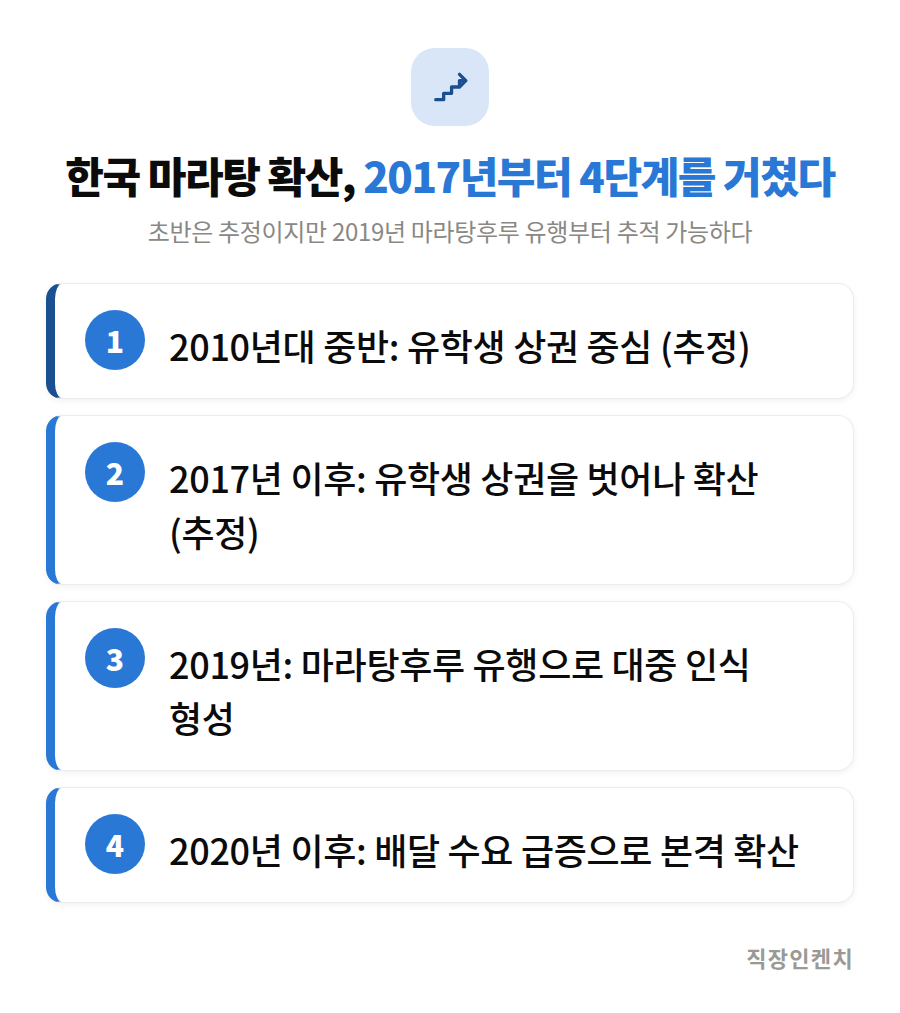 한국 마라탕 확산, 2017년부터 4단계를 거쳤다
초반은 추정이지만 2019년 마라탕후루 유행부터 추적 가능하다
1
2010년대 중반: 유학생 상권 중심 (추정)
2
2017년 이후: 유학생 상권을 벗어나 확산
(추정)
3
2019년: 마라탕후루 유행으로 대중 인식
형성
4
2020년 이후: 배달 수요 급증으로 본격 확산
직장인켄치